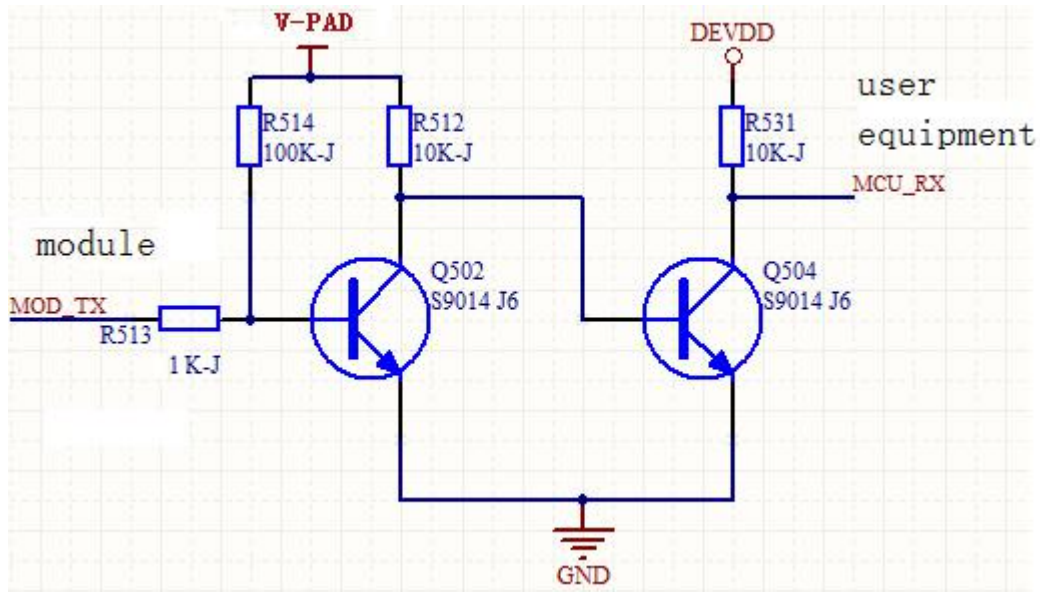 V-PAD
DEVDD
user
equipment
R514
100K-J
R512
10K-J
R531
10K-J
MCU_RX
module
Q502
S9014 J6
Q504
S9014 J6
MOD_TX
R513
1K-J
GND